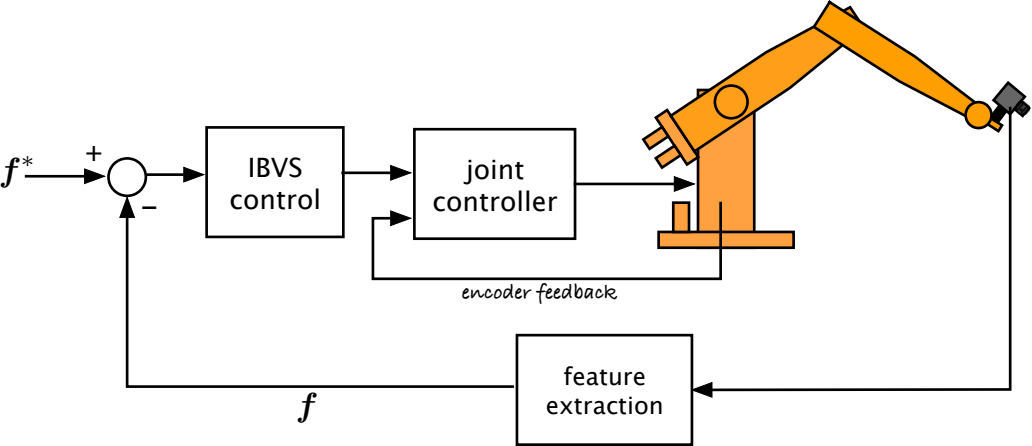 f*
+
−
IBVS
control
joint
controller
encoder feedback
feature
extraction
f